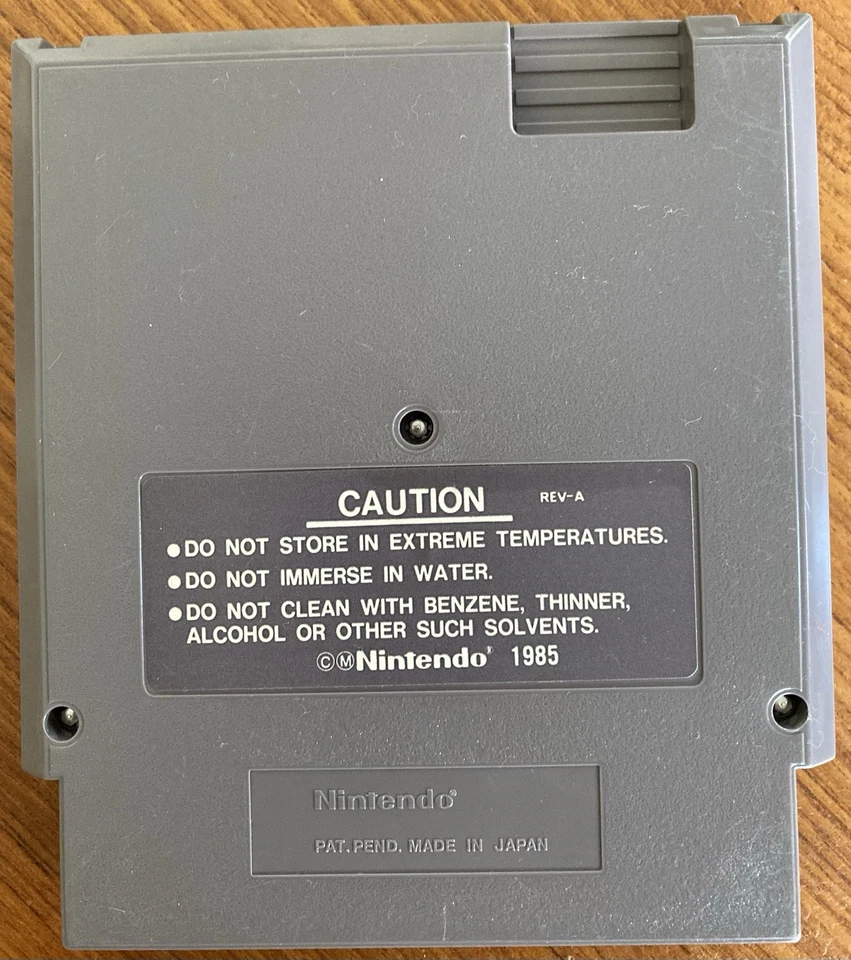 CAUTION REV-A
●DO NOT STORE IN EXTREME TEMPERATURES.
●DO NOT IMMERSE IN WATER.
●DO NOT CLEAN WITH BENZENE, THINNER,
ALCOHOL OR OTHER SUCH SOLVENTS.
ⒸⓂNintendo® 1985
Nintendo®
PAT. PEND. MADE IN JAPAN